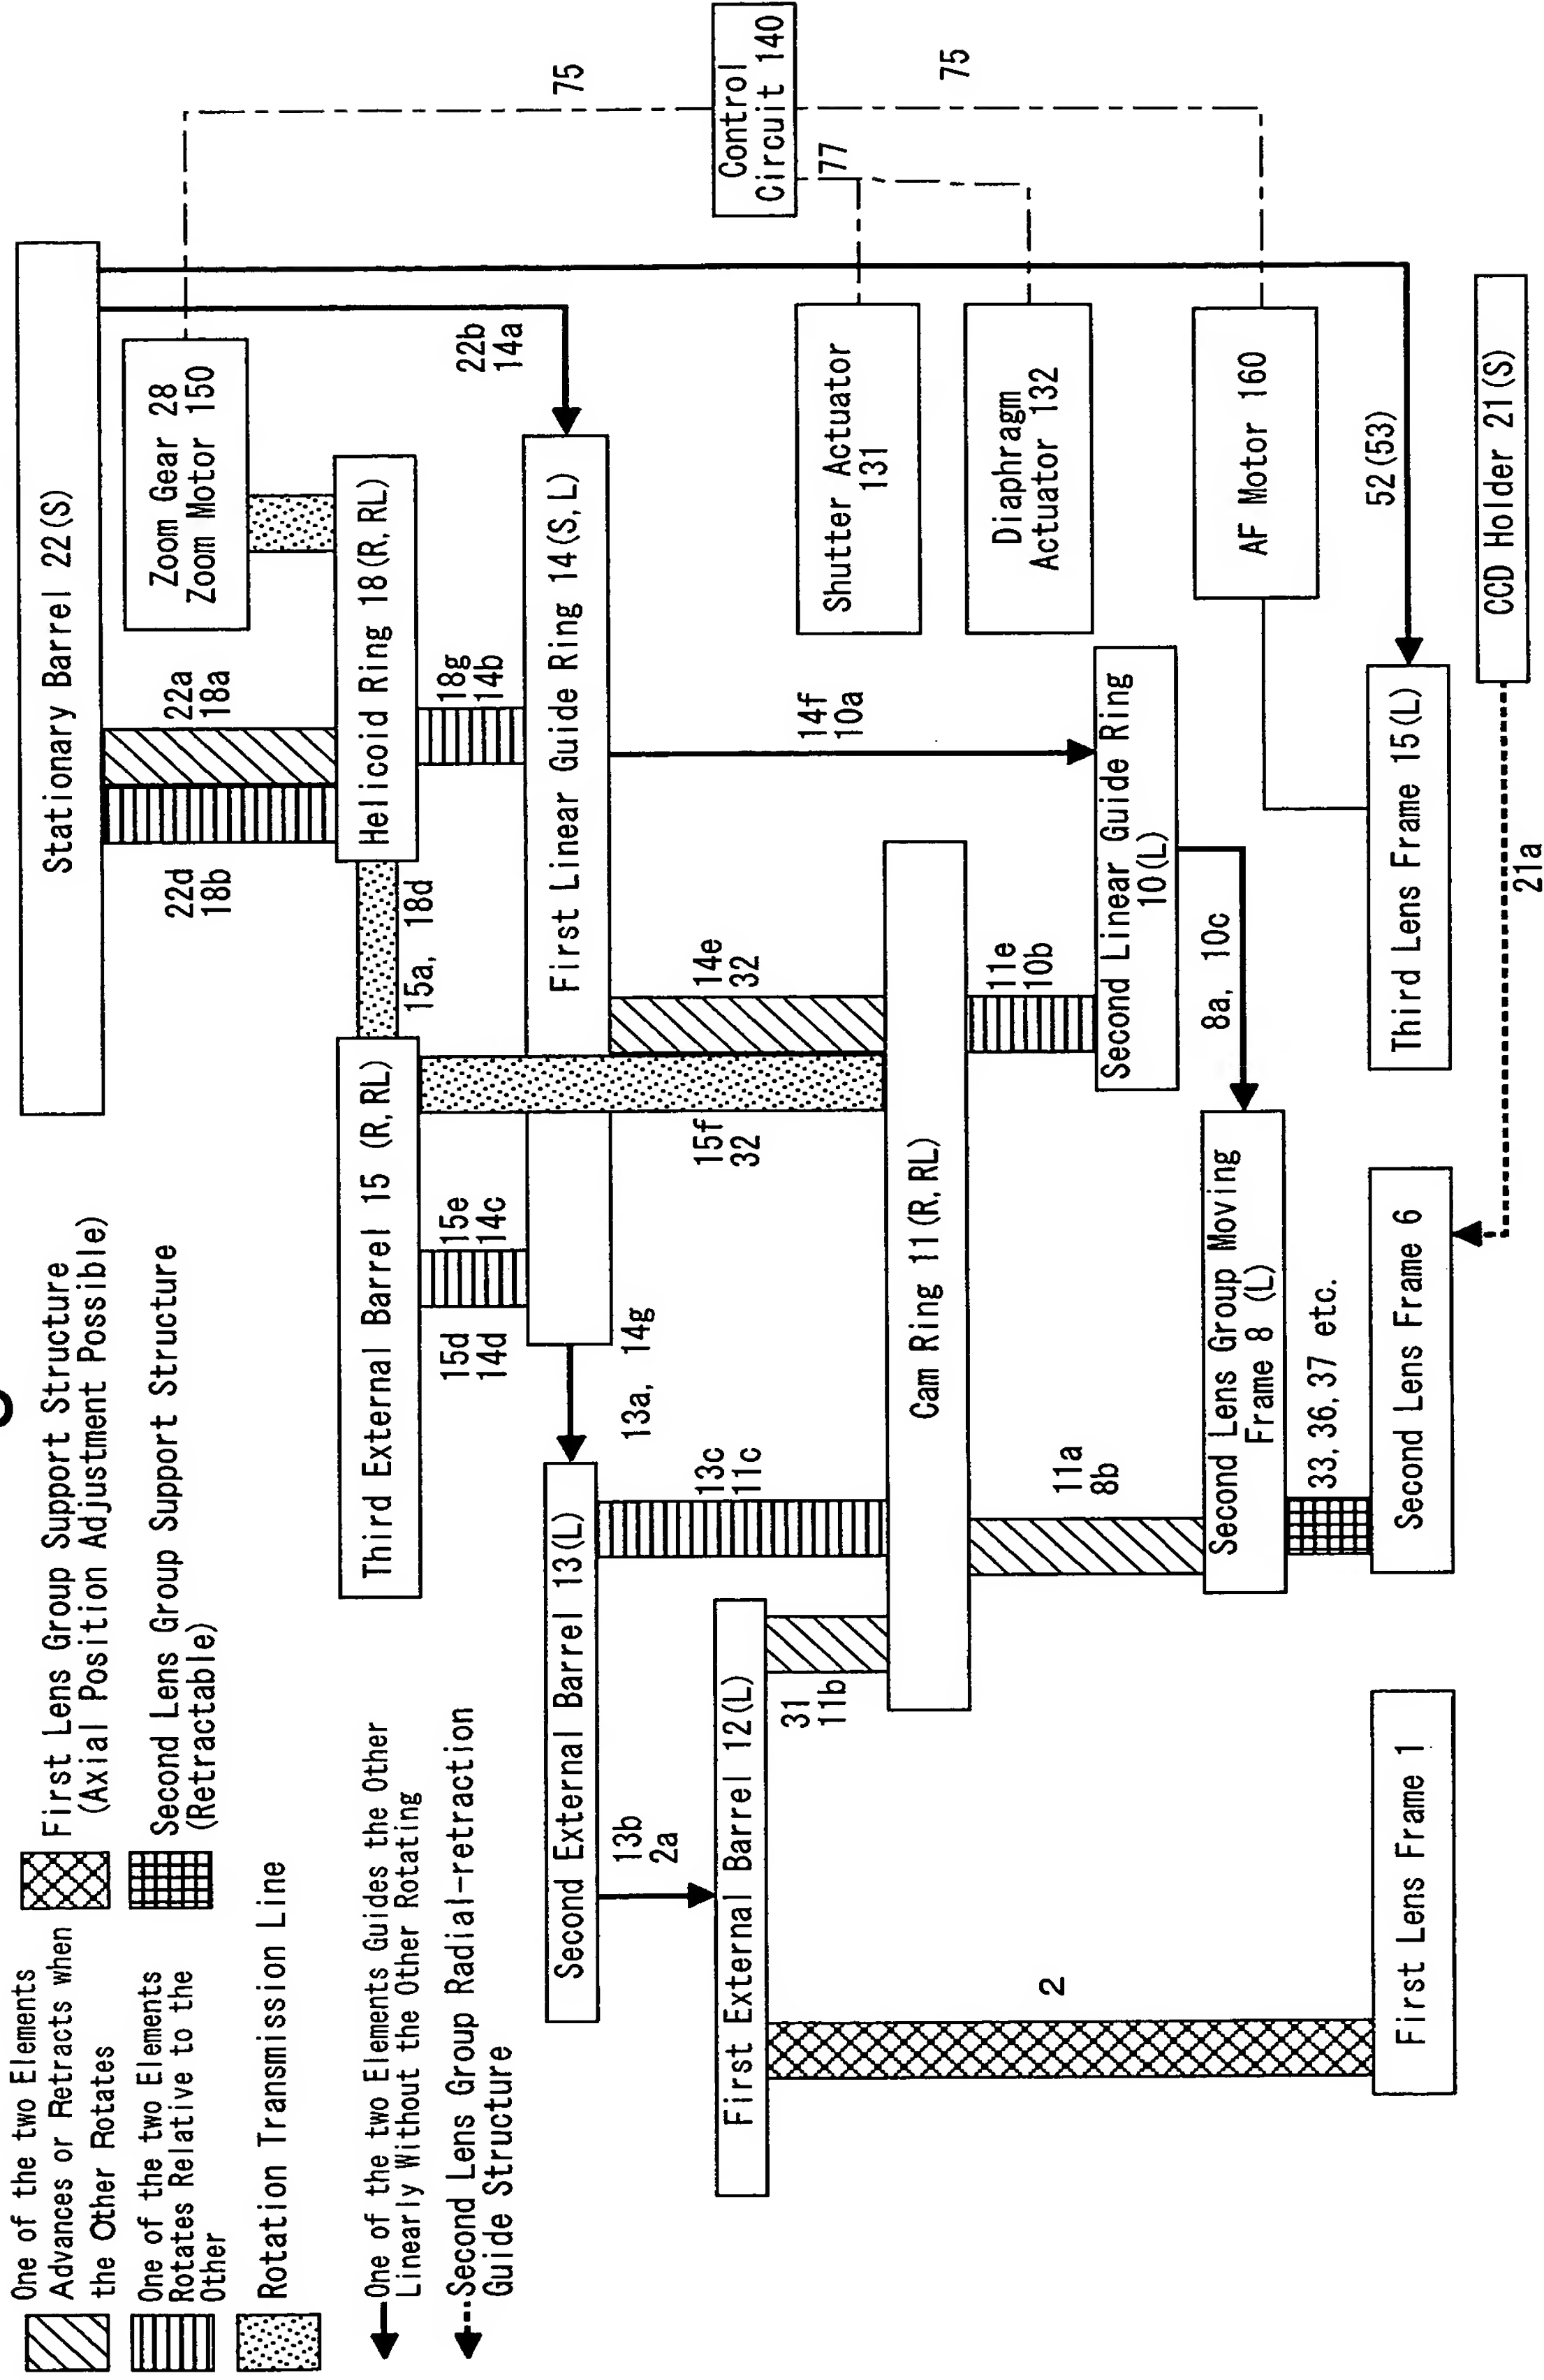 One of the two Elements
Advances or Retracts when
the Other Rotates
One of the two Elements
Rotates Relative to the
Other
Rotation Transmission Line
First Lens Group Support Structure
(Axial Position Adjustment Possible)
Second Lens Group Support Structure
(Retractable)
One of the two Elements Guides the Other
Linearly Without the Other Rotating
Second Lens Group Radial-retraction
Guide Structure
Stationary Barrel 22(S)
22d
18b
22a
18a
Zoom Gear 28
Zoom Motor 150
75
Third External Barrel 15 (R, RL)
15a, 18d
Helicoid Ring 18(R, RL)
15d
14d
15e
14c
18g
14b
22b
14a
Second External Barrel 13(L)
13a, 14g
First Linear Guide Ring 14(S, L)
13b
2a
13c
11c
15f
32
14e
32
14f
10a
Control
Circuit 140
77
75
First External Barrel 12(L)
31
11b
Shutter Actuator
131
Cam Ring 11(R, RL)
Diaphragm
Actuator 132
11a
8b
11e
10b
Second Linear Guide Ring
10(L)
2
8a, 10c
Second Lens Group Moving
Frame 8 (L)
AF Motor 160
33, 36, 37 etc.
52(53)
First Lens Frame 1
Second Lens Frame 6
Third Lens Frame 15(L)
CCD Holder 21(S)
21a